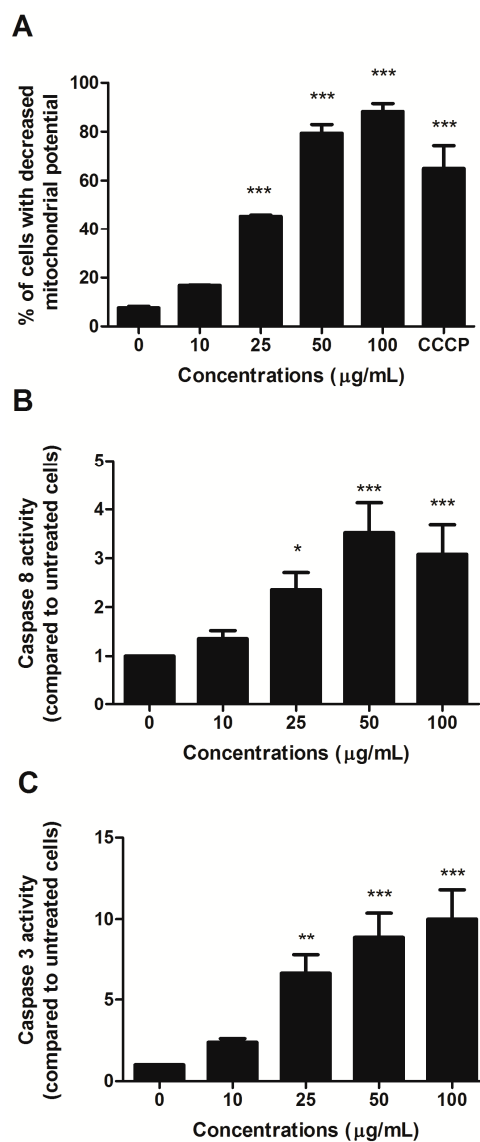 A
% of cells with decreased
mitochondrial potential
100
80
60
40
20
0
***
***
***
***
0 10 25 50 100 CCCP
Concentrations (μg/mL)
B
Caspase 8 activity
(compared to untreated cells)
5
4
3
2
1
0
*
***
***
0 10 25 50 100
Concentrations (μg/mL)
C
Caspase 3 activity
(compared to untreated cells)
15
10
5
0
**
***
***
0 10 25 50 100
Concentrations (μg/mL)